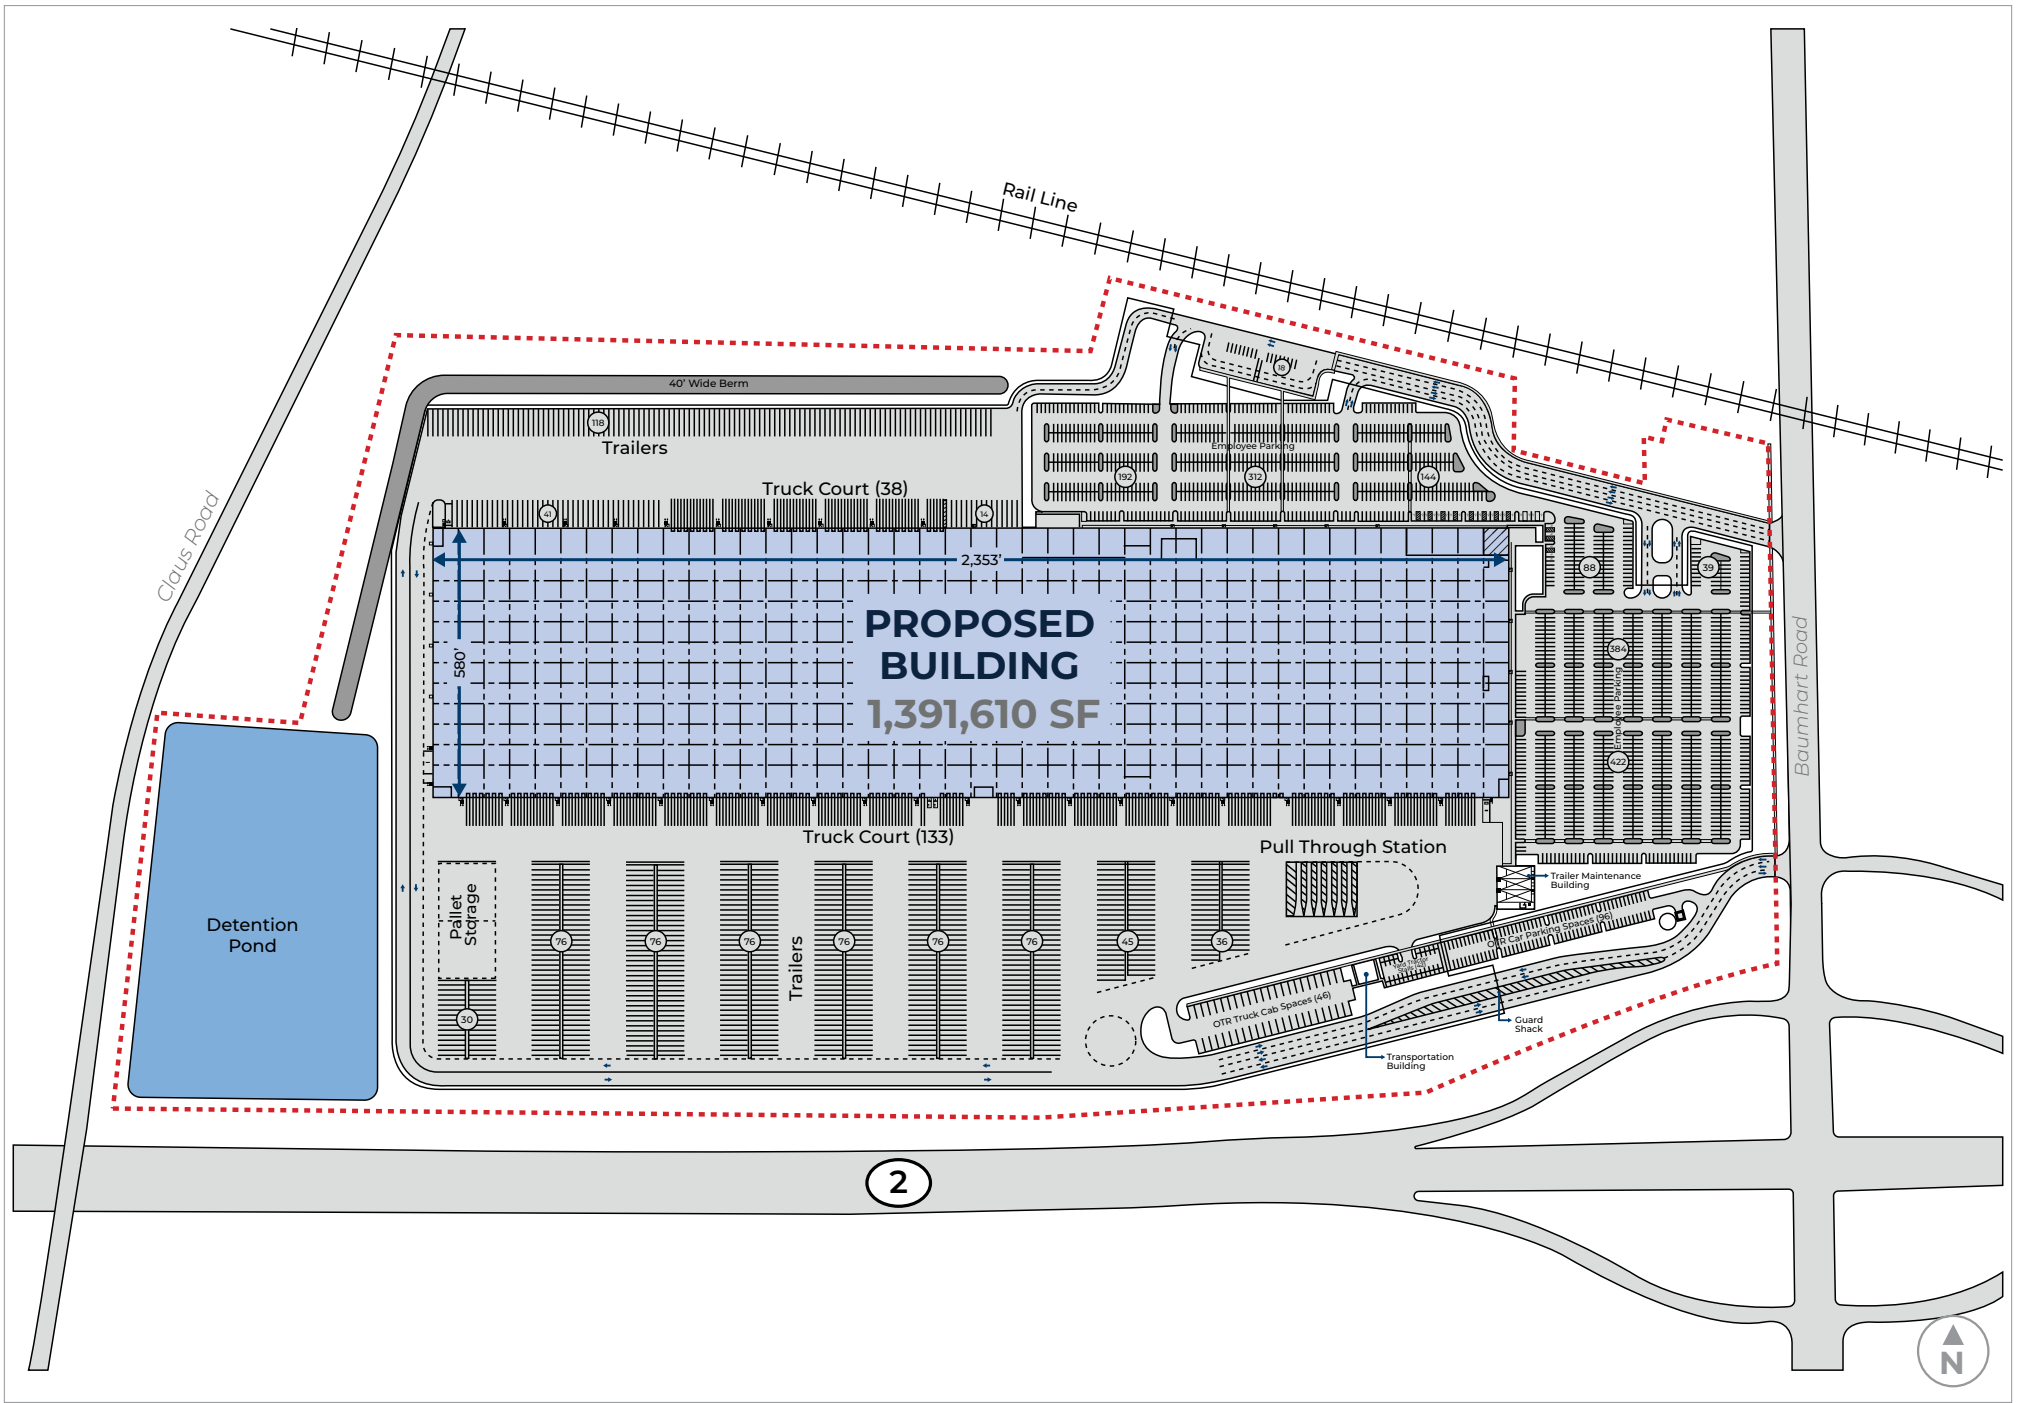 Rail Line
Claus Road
40' Wide Berm
118
Trailers
18
Employee Parking
192
312
144
Truck Court (38)
41
14
2,353'
580'
PROPOSED
BUILDING
1,391,610 SF
88
39
384
Employee Parking
422
Baumhart Road
Truck Court (133)
Pull Through Station
Trailer Maintenance
Building
Pallet
Storage
Detention
Pond
76
76
76
76
76
76
45
36
Trailers
30
OTR Car Parking Spaces (96)
OTR Truck Cab Spaces (46)
Guard
Shack
Transportation
Building
2
N